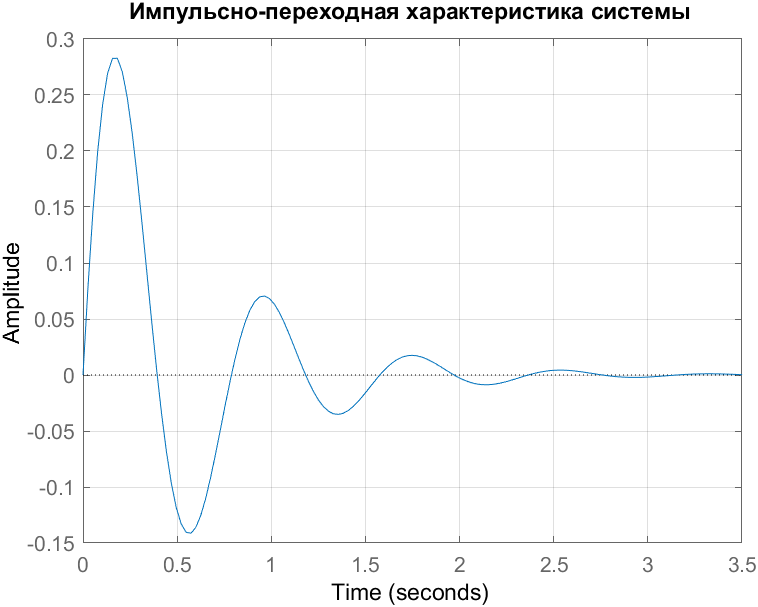 Импульсно-переходная характеристика системы
0.3
0.25
0.2
0.15
0.1
0.05
0
-0.05
-0.1
-0.15
Amplitude
0 0.5 1 1.5 2 2.5 3 3.5
Time (seconds)